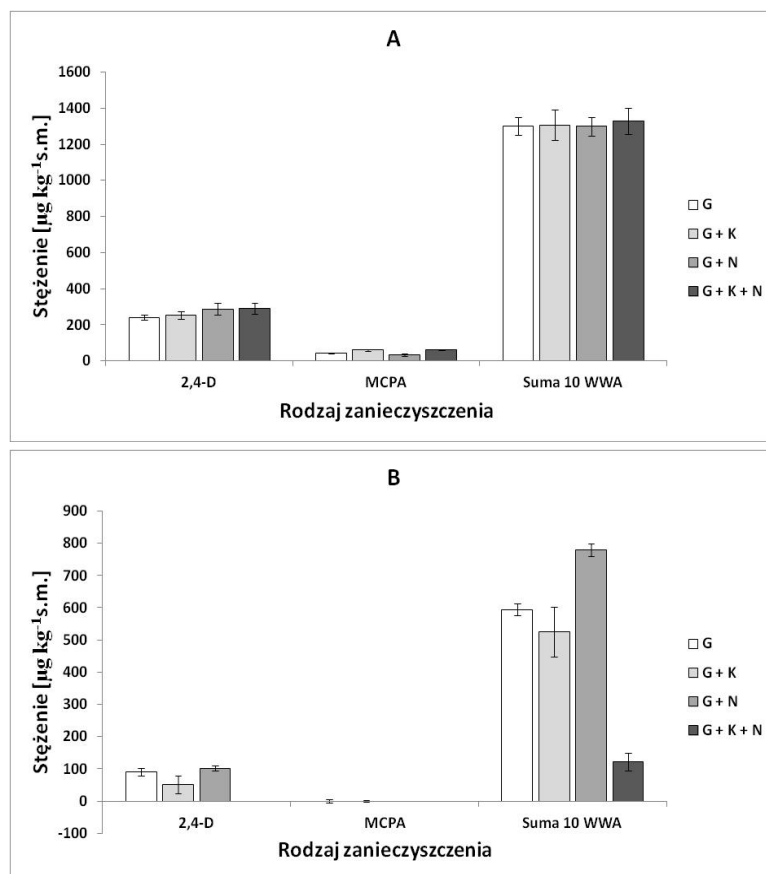 A
1600
1400
1200
1000
800
600
400
200
0
Stężenie [µg kg⁻¹s.m.]
2,4-D MCPA Suma 10 WWA
Rodzaj zanieczyszczenia
G
G + K
G + N
G + K + N
B
900
800
700
600
500
400
300
200
100
0
-100
Stężenie [µg kg⁻¹s.m.]
2,4-D MCPA Suma 10 WWA
Rodzaj zanieczyszczenia
G
G + K
G + N
G + K + N